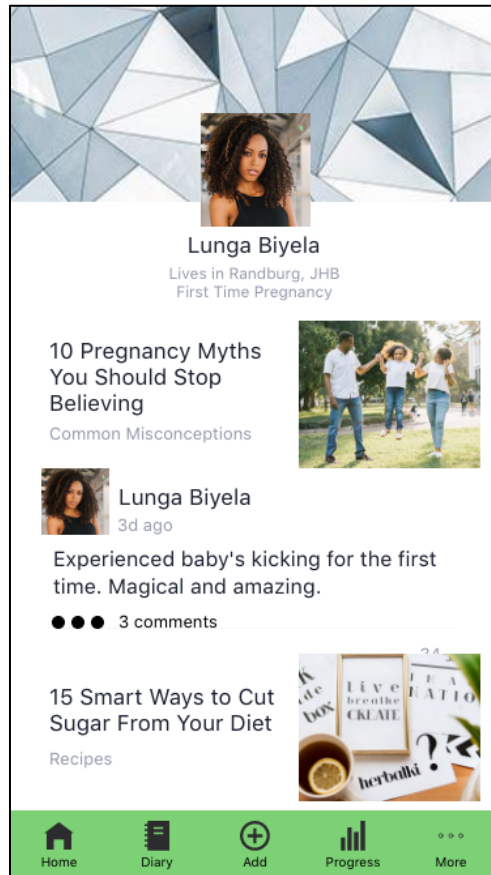 Lunga Biyela
Lives in Randburg, JHB
First Time Pregnancy
10 Pregnancy Myths
You Should Stop
Believing
Common Misconceptions
Lunga Biyela
3d ago
Experienced baby's kicking for the first
time. Magical and amazing.
3 comments
15 Smart Ways to Cut
Sugar From Your Diet
Recipes
live
breathe
CREATE
box
herbalki
?
Home
Diary
Add
Progress
More